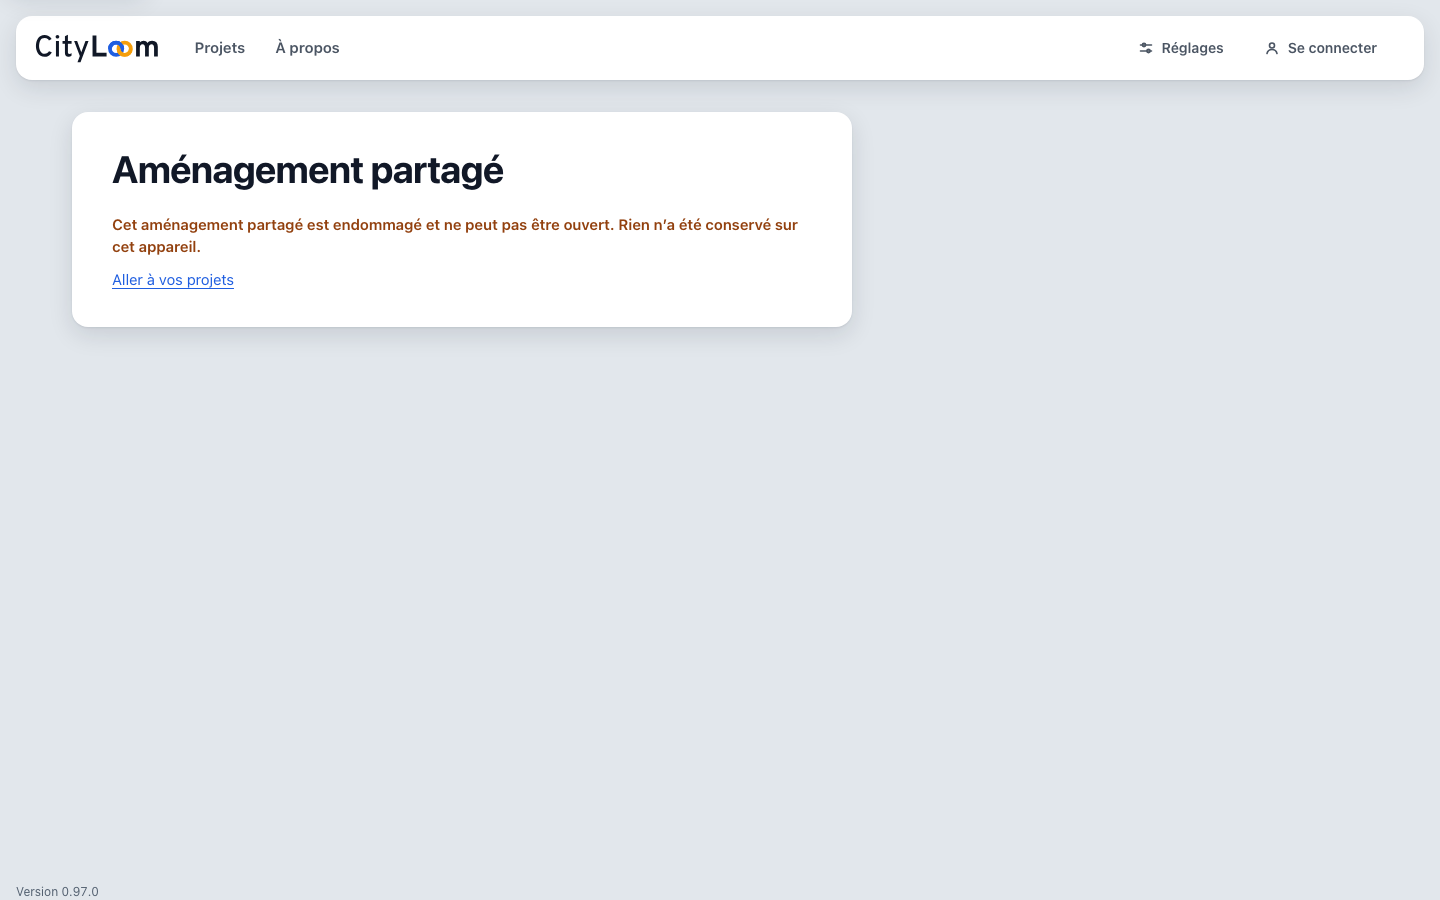 CityLoom
Projets
À propos
Réglages
Se connecter
Aménagement partagé
Cet aménagement partagé est endommagé et ne peut pas être ouvert. Rien n’a été conservé sur
cet appareil.
Aller à vos projets
Version 0.97.0